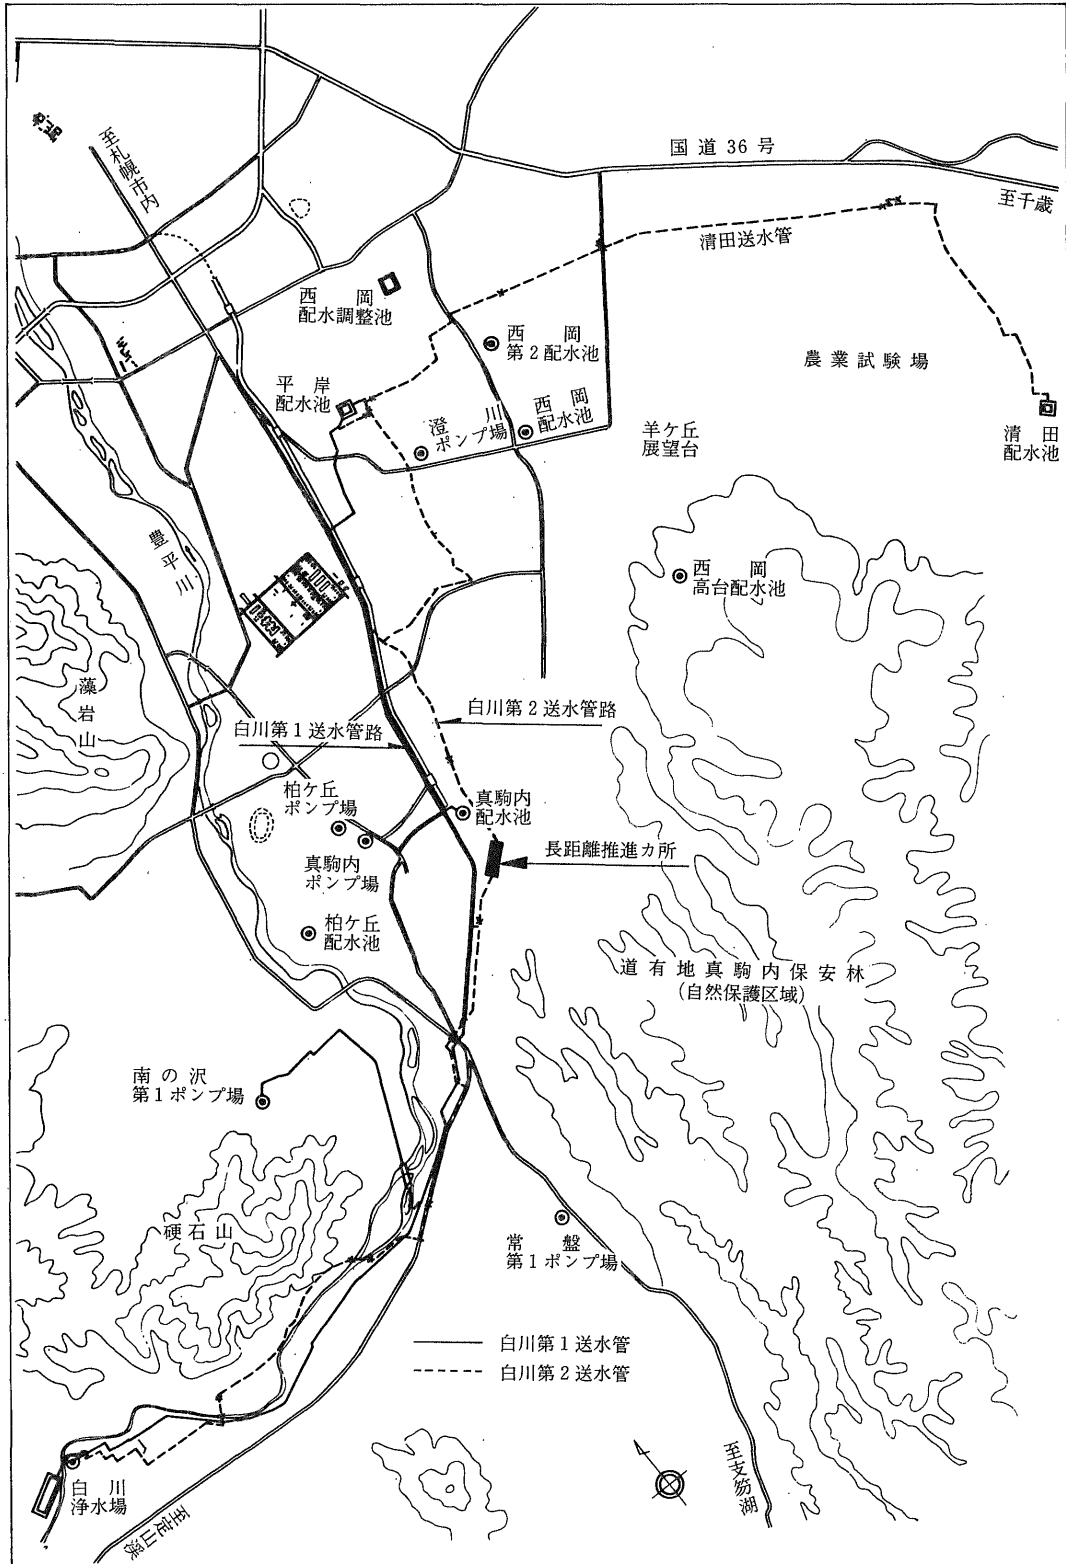 国道36号
至札幌市内
至千歳
清田送水管
西岡
配水調整池
西岡
第2配水池
農業試験場
平岸
配水池
澄川
ポンプ場
西岡
配水池
羊ケ丘
展望台
清田
配水池
豊平川
西岡
高台配水池
藻岩山
白川第2送水管路
白川第1送水管路
柏ケ丘
ポンプ場
真駒内
配水池
長距離推進カ所
真駒内
ポンプ場
柏ケ丘
配水池
道有地真駒内保安林
(自然保護区域)
南の沢
第1ポンプ場
硬石山
常盤
第1ポンプ場
白川第1送水管
白川第2送水管
白川
浄水場
至定山渓
至支笏湖